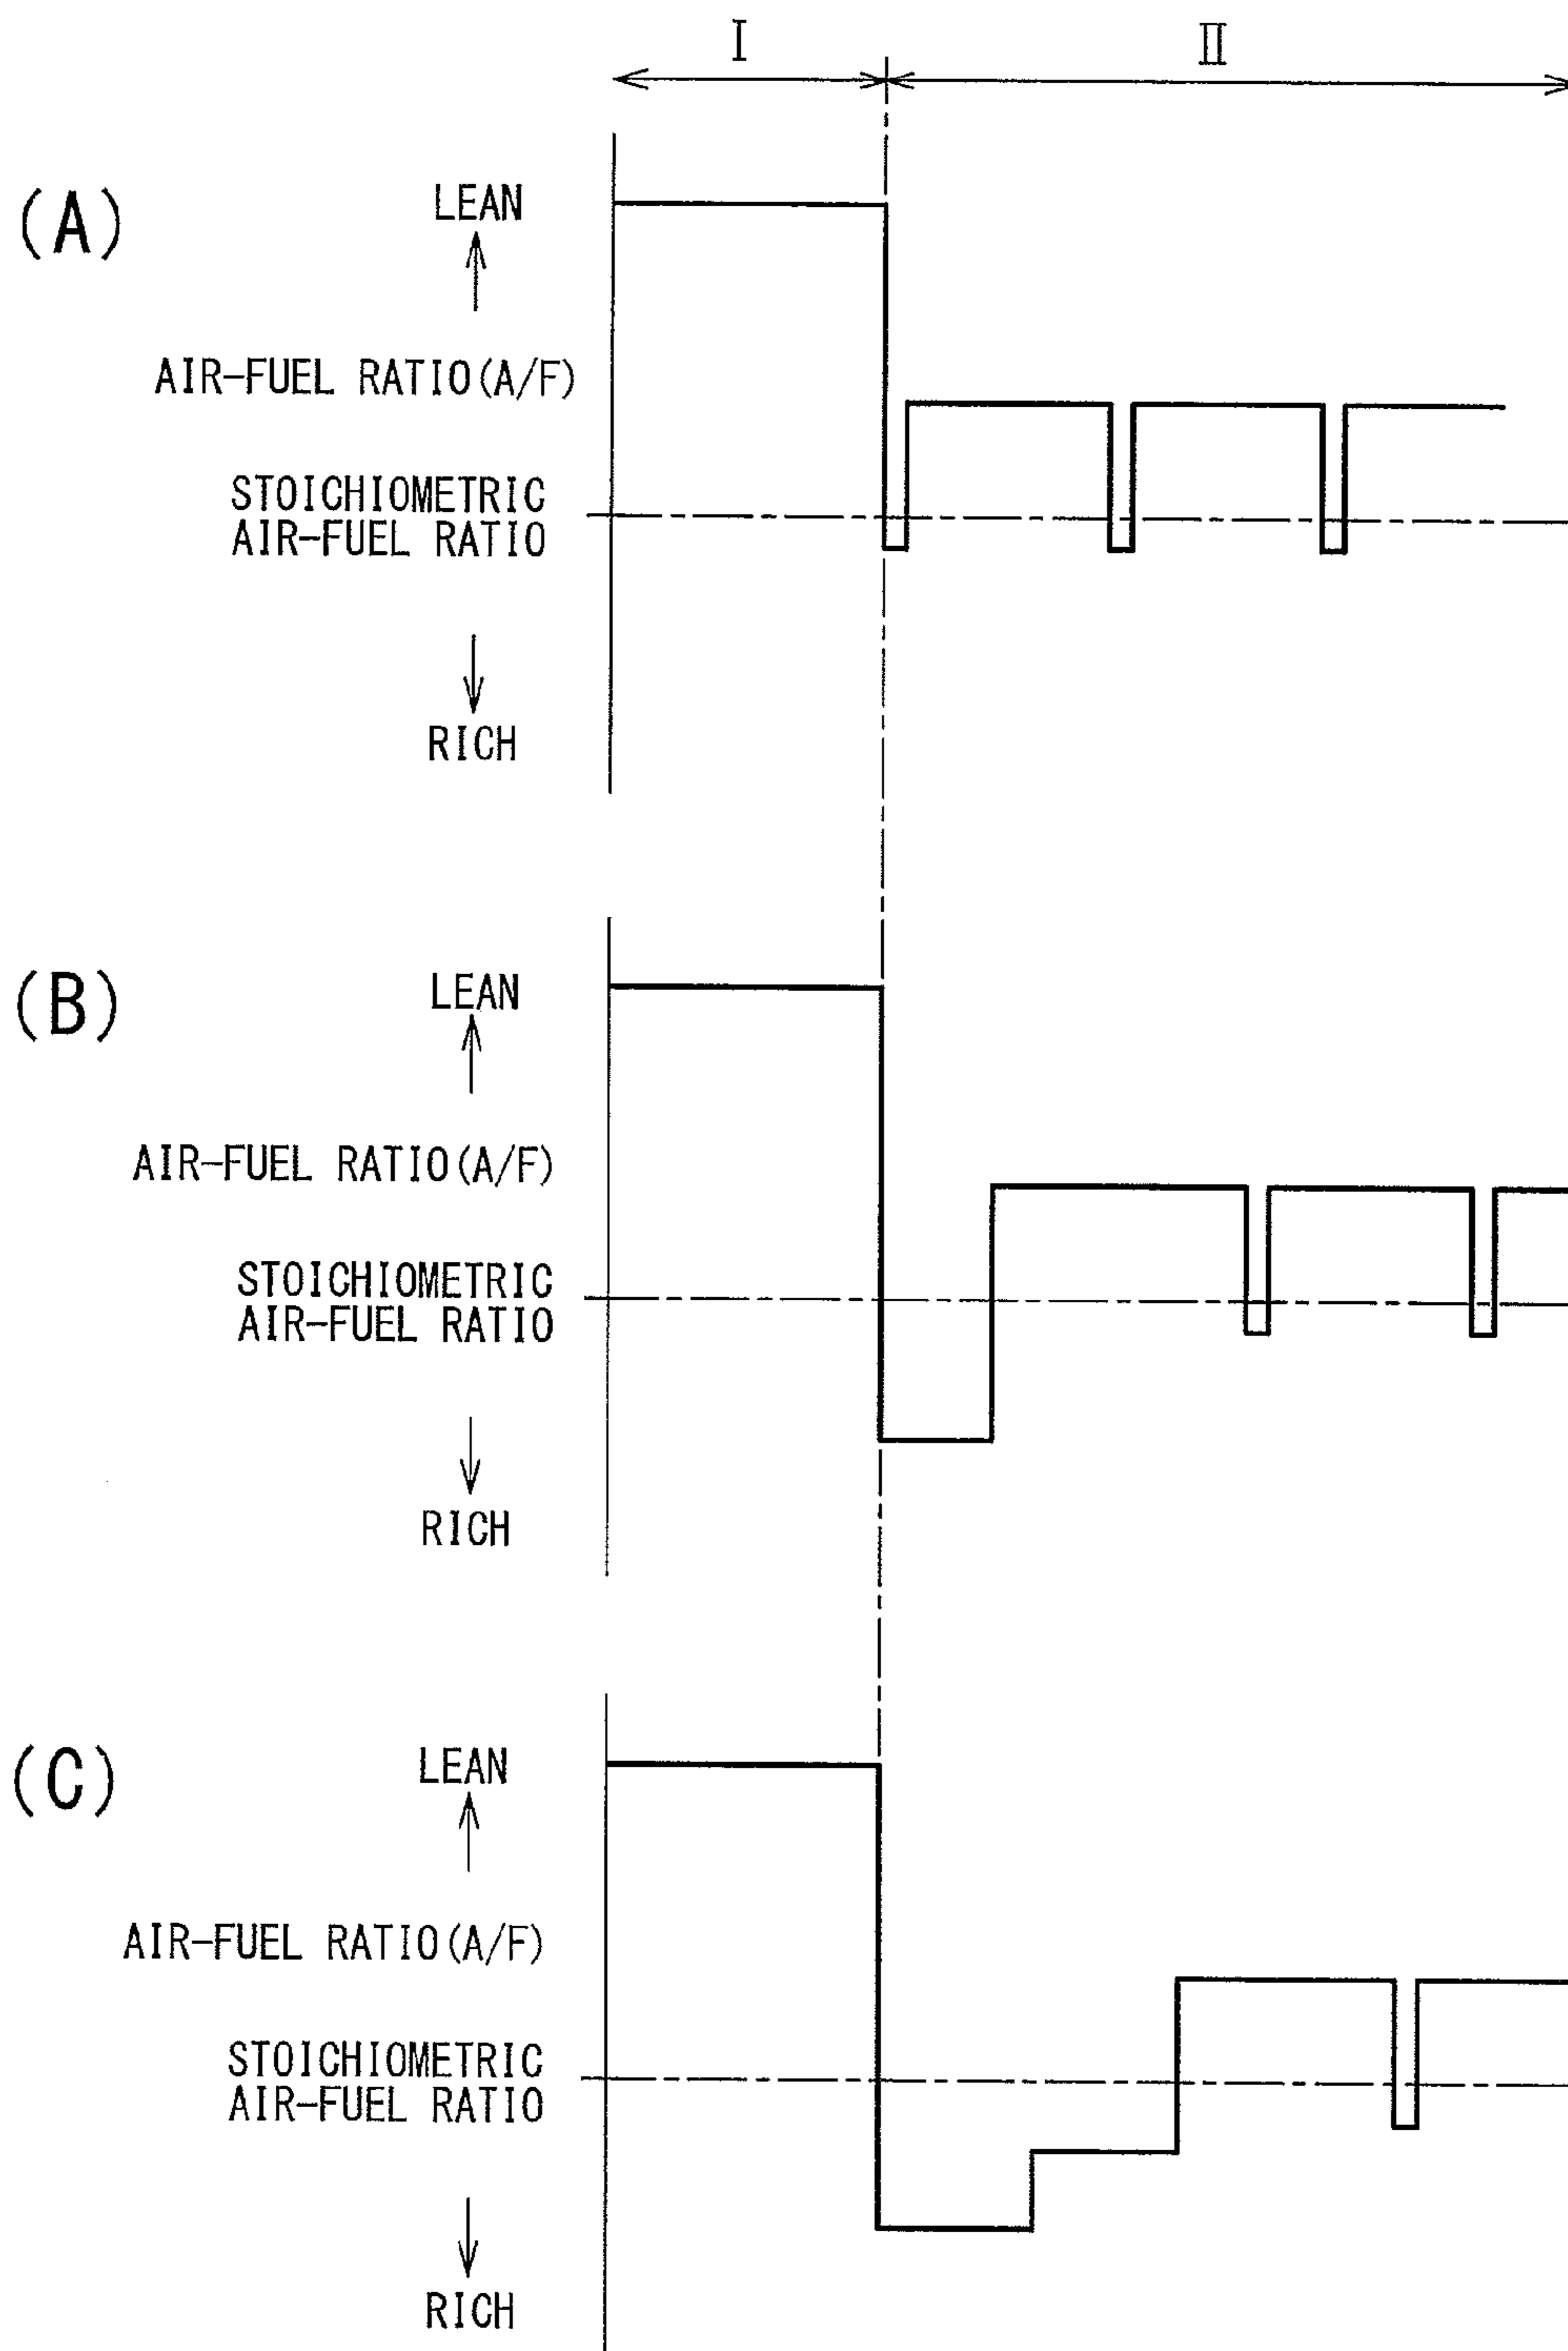 I
II
(A)
LEAN
AIR-FUEL RATIO(A/F)
STOICHIOMETRIC
AIR-FUEL RATIO
RICH
(B)
LEAN
AIR-FUEL RATIO(A/F)
STOICHIOMETRIC
AIR-FUEL RATIO
RICH
(C)
LEAN
AIR-FUEL RATIO(A/F)
STOICHIOMETRIC
AIR-FUEL RATIO
RICH